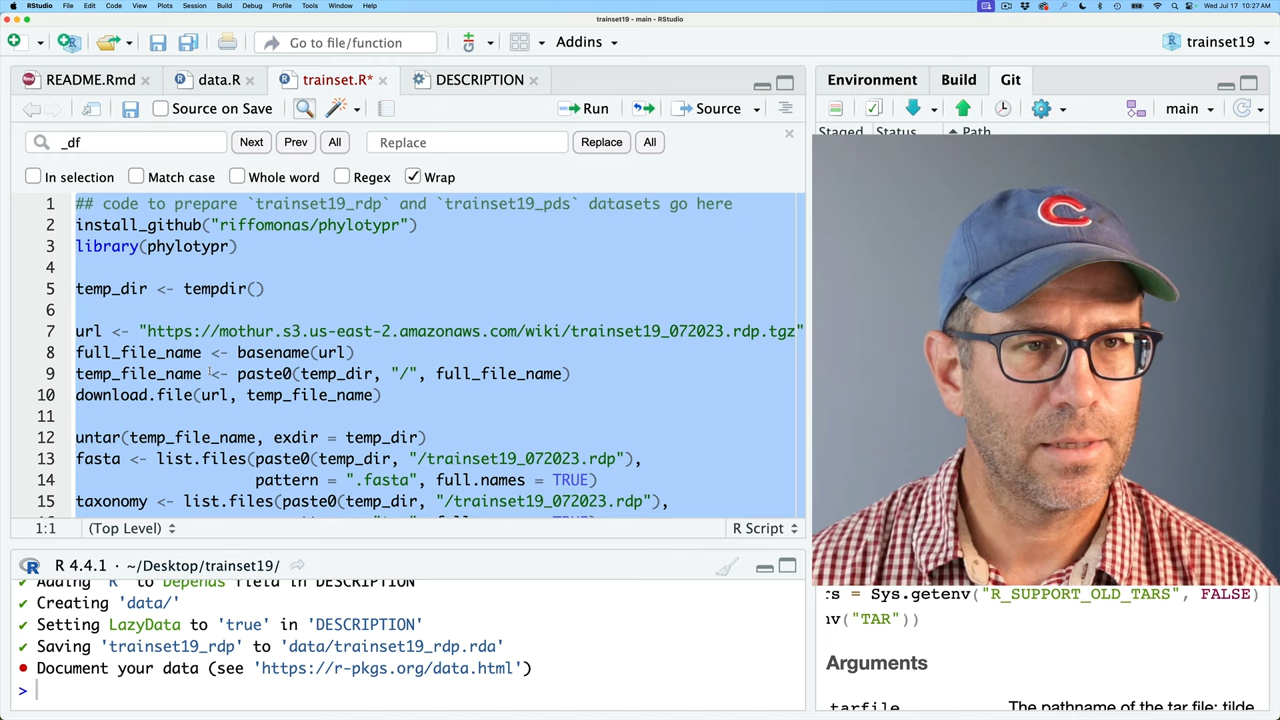 RStudio File Edit Code View Plots Session Build Debug Profile Tools Window Help Wed Jul 17 10:27 AM
trainset19 - main - RStudio
Go to file/function Addins trainset19
README.Rmd data.R trainset.R* DESCRIPTION Environment Build Git
Source on Save Run Source main
_df Next Prev All Replace Replace All Staged Status Path
In selection Match case Whole word Regex Wrap
1 ## code to prepare `trainset19_rdp` and `trainset19_pds` datasets go here
2 install_github("riffomonas/phylotypr")
3 library(phylotypr)
4
5 temp_dir <- tempdir()
6
7 url <- "https://mothur.s3.us-east-2.amazonaws.com/wiki/trainset19_072023.rdp.tgz"
8 full_file_name <- basename(url)
9 temp_file_name <- paste0(temp_dir, "/", full_file_name)
10 download.file(url, temp_file_name)
11
12 untar(temp_file_name, exdir = temp_dir)
13 fasta <- list.files(paste0(temp_dir, "/trainset19_072023.rdp"),
14 pattern = ".fasta", full.names = TRUE)
15 taxonomy <- list.files(paste0(temp_dir, "/trainset19_072023.rdp"),
1:1 (Top Level) R Script
R 4.4.1 · ~/Desktop/trainset19/
✔ Adding 'R' to Depends field in DESCRIPTION
✔ Creating 'data/'
✔ Setting LazyData to 'true' in 'DESCRIPTION'
✔ Saving 'trainset19_rdp' to 'data/trainset19_rdp.rda'
● Document your data (see 'https://r-pkgs.org/data.html')
>
rs = Sys.getenv("R_SUPPORT_OLD_TARS", FALSE)
nv("TAR"))
Arguments
tarfile The pathname of the tar file: tilde